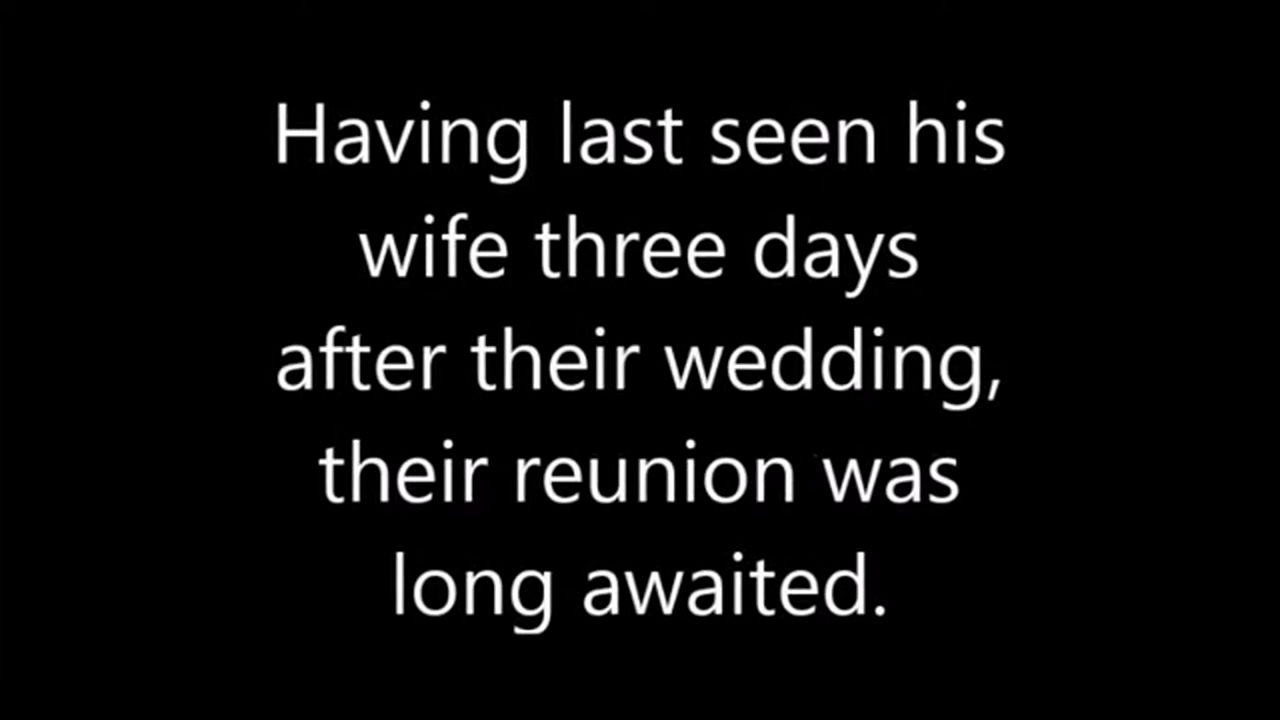 Having last seen his
wife three days
after their wedding,
their reunion was
long awaited.